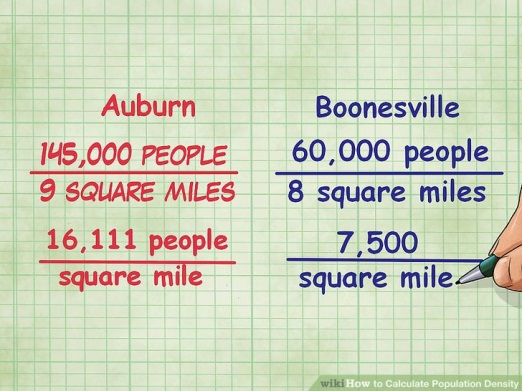 Auburn
145,000 PEOPLE
9 SQUARE MILES
16,111 people
square mile
Boonesville
60,000 people
8 square miles
7,500
square mile
wikiHow to Calculate Population Density